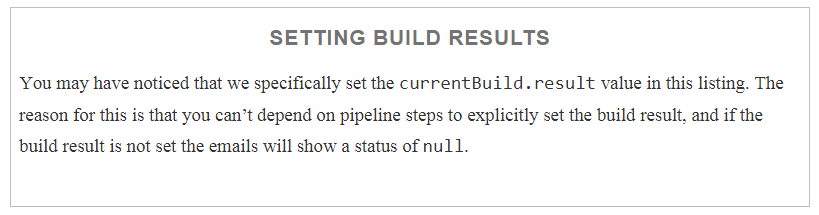 SETTING BUILD RESULTS
You may have noticed that we specifically set the currentBuild.result value in this listing. The
reason for this is that you can’t depend on pipeline steps to explicitly set the build result, and if the
build result is not set the emails will show a status of null.